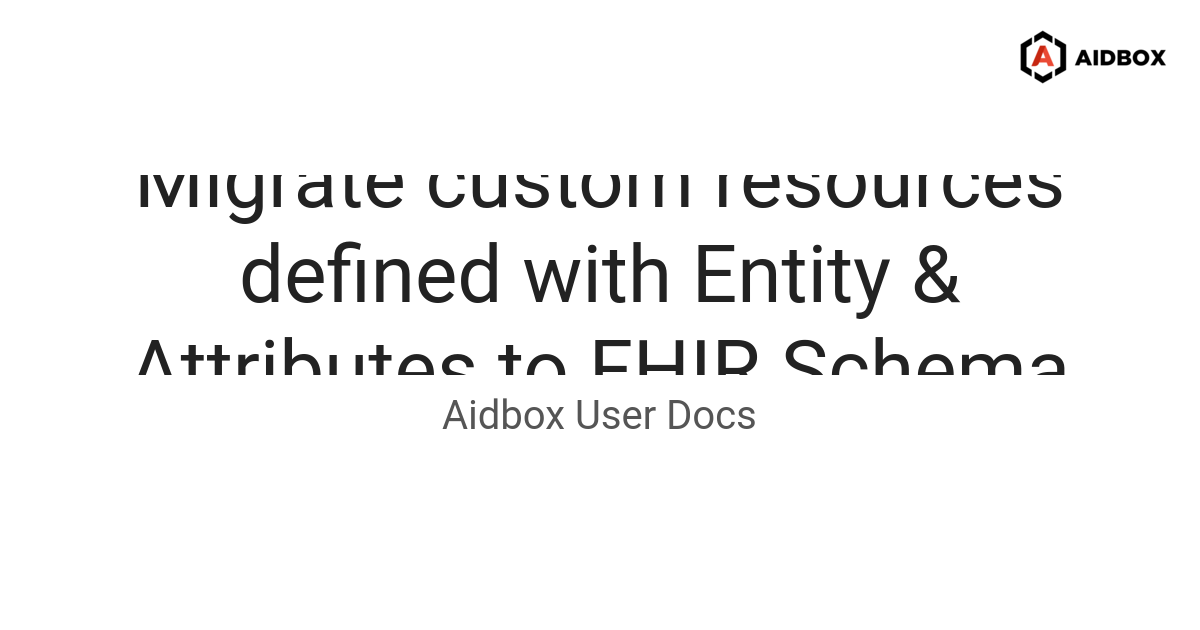 AIDBOX
Migrate custom resources
defined with Entity &
Attributes to FHIR Schema
Aidbox User Docs